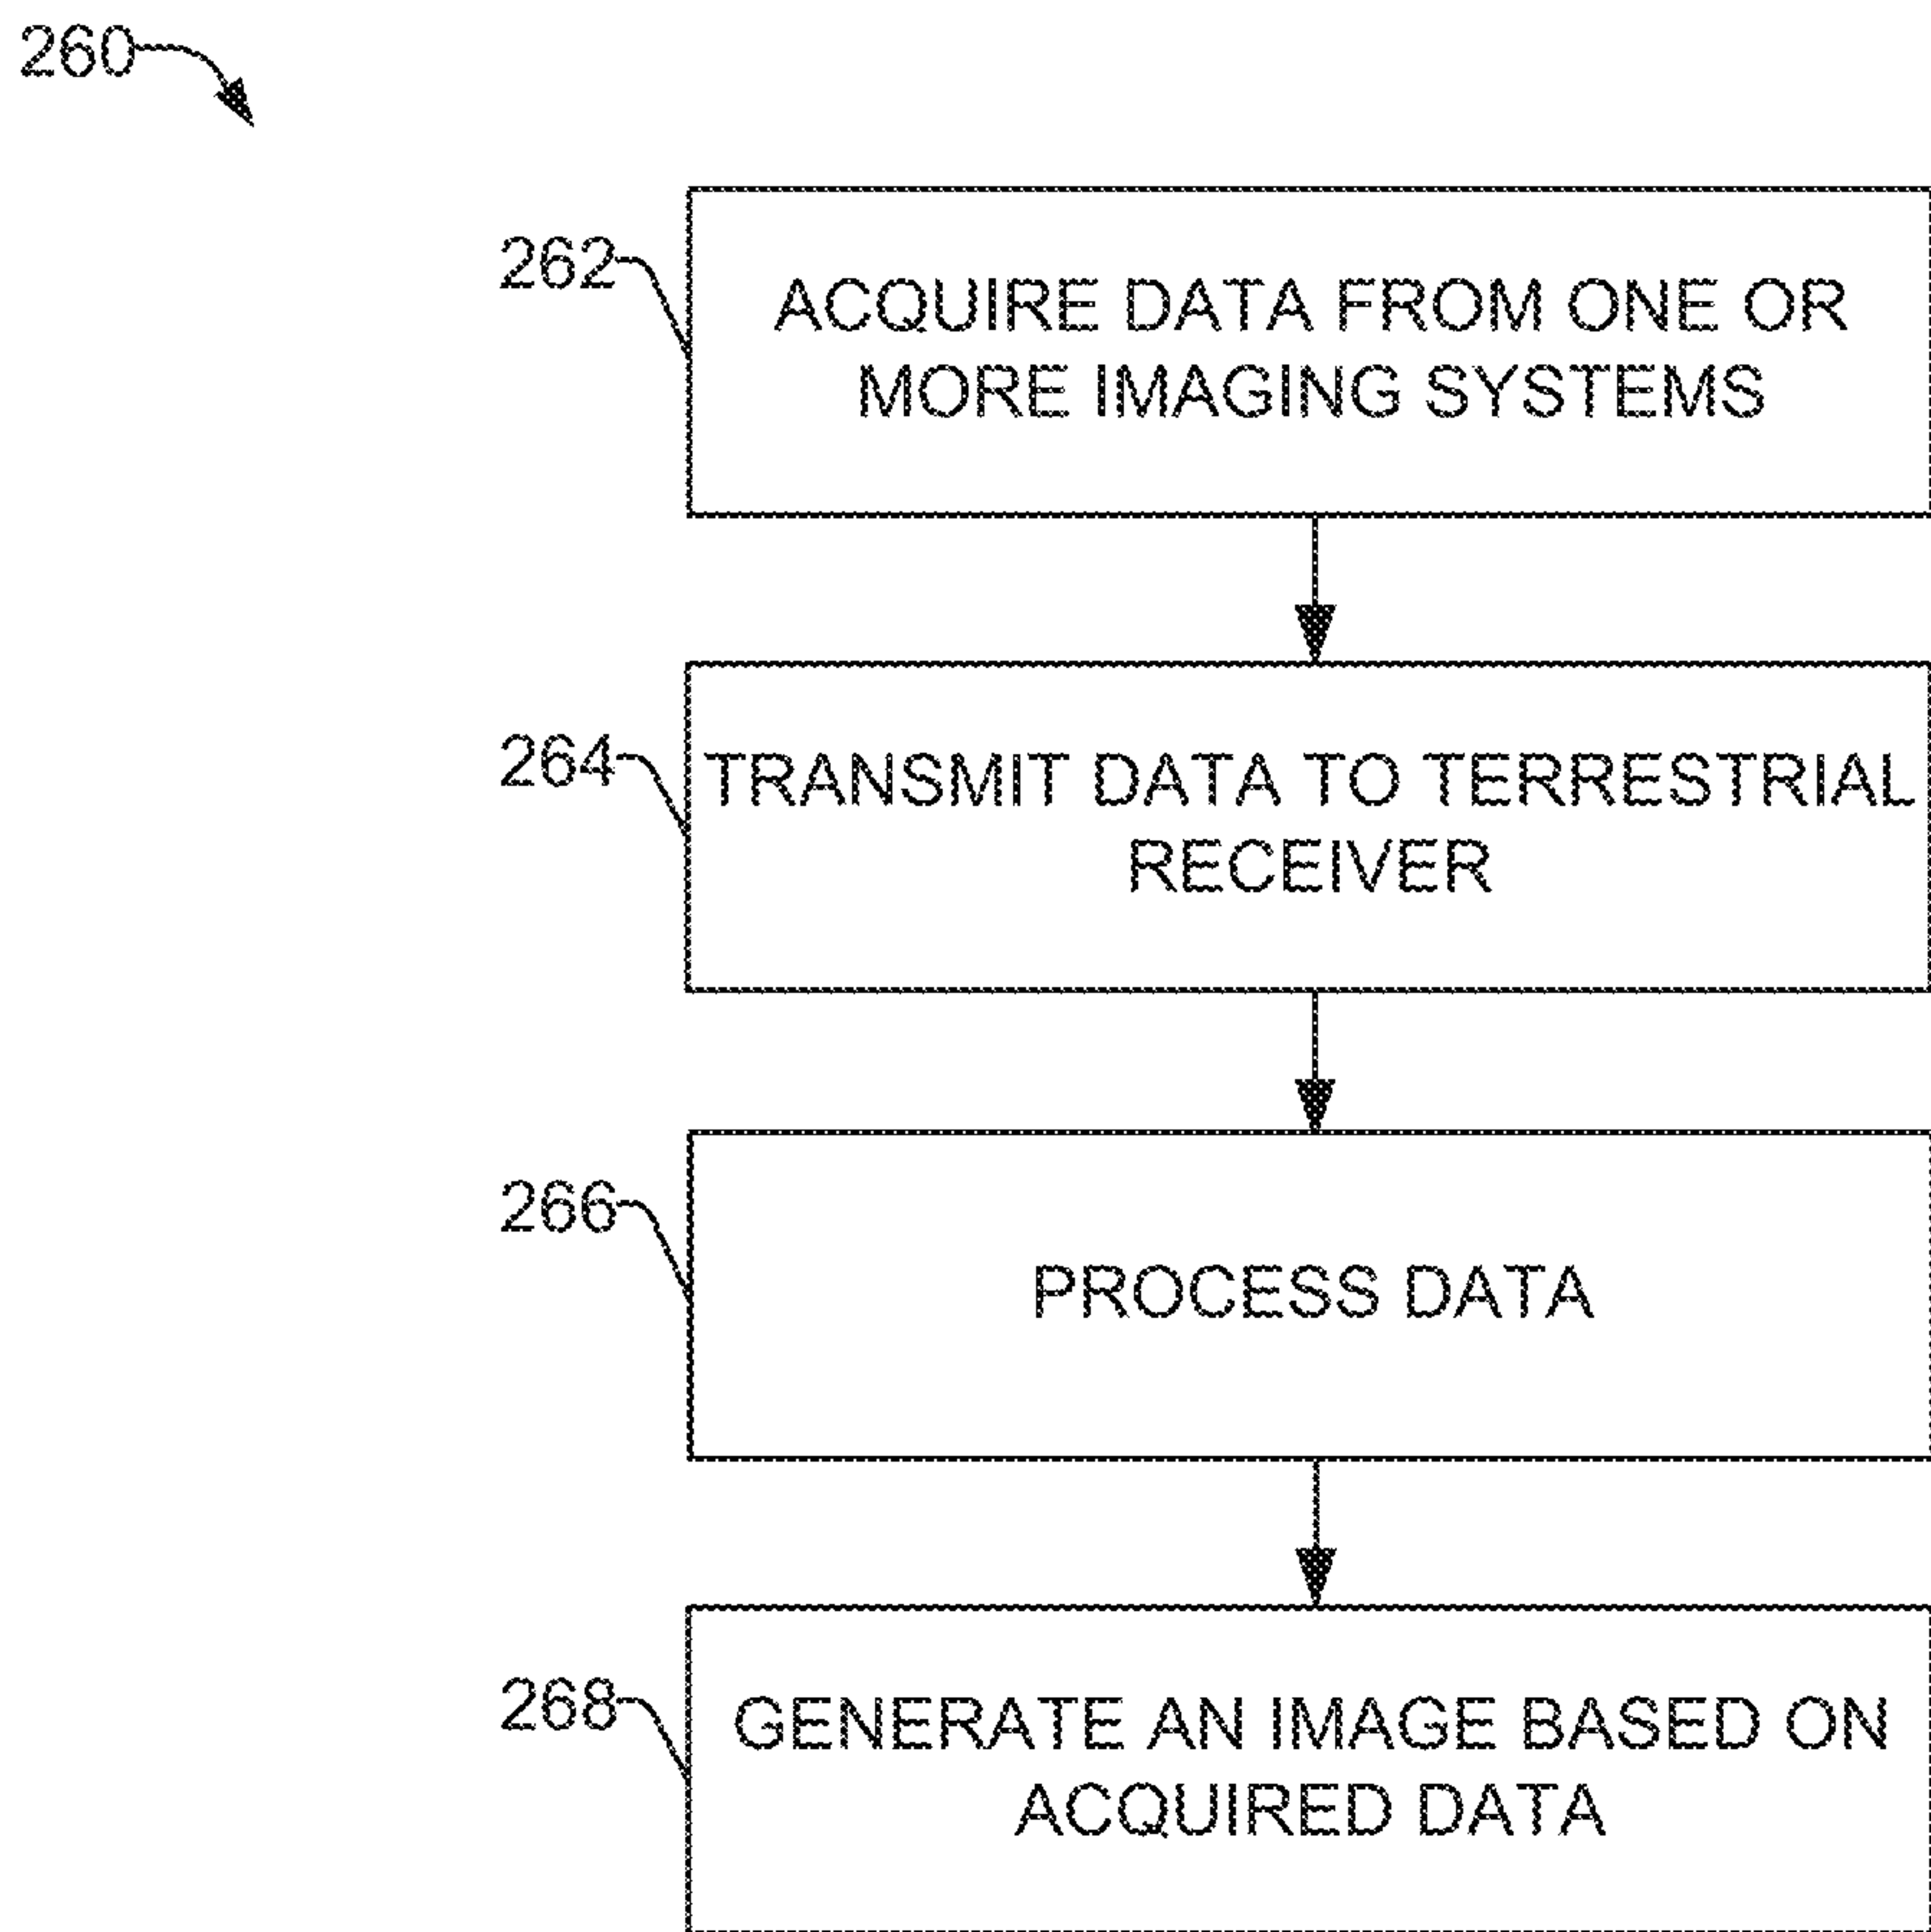 260
262
ACQUIRE DATA FROM ONE OR
MORE IMAGING SYSTEMS
264
TRANSMIT DATA TO TERRESTRIAL
RECEIVER
266
PROCESS DATA
268
GENERATE AN IMAGE BASED ON
ACQUIRED DATA